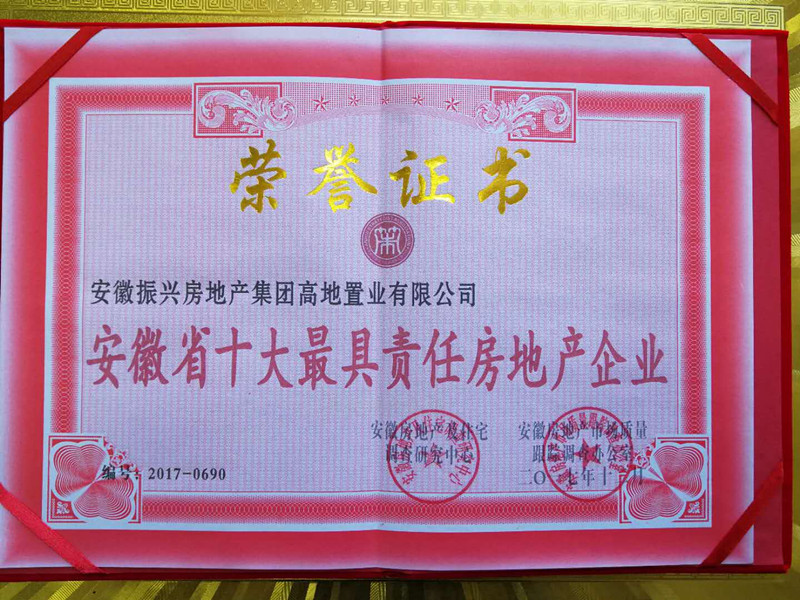 荣誉证书
安徽振兴房地产集团高地置业有限公司
安徽省十大最具责任房地产企业
安徽房地产及住宅 安徽房地产市场质量
调查研究中心 跟踪调查办公室
编号：2017-0690 二〇一七年十二月